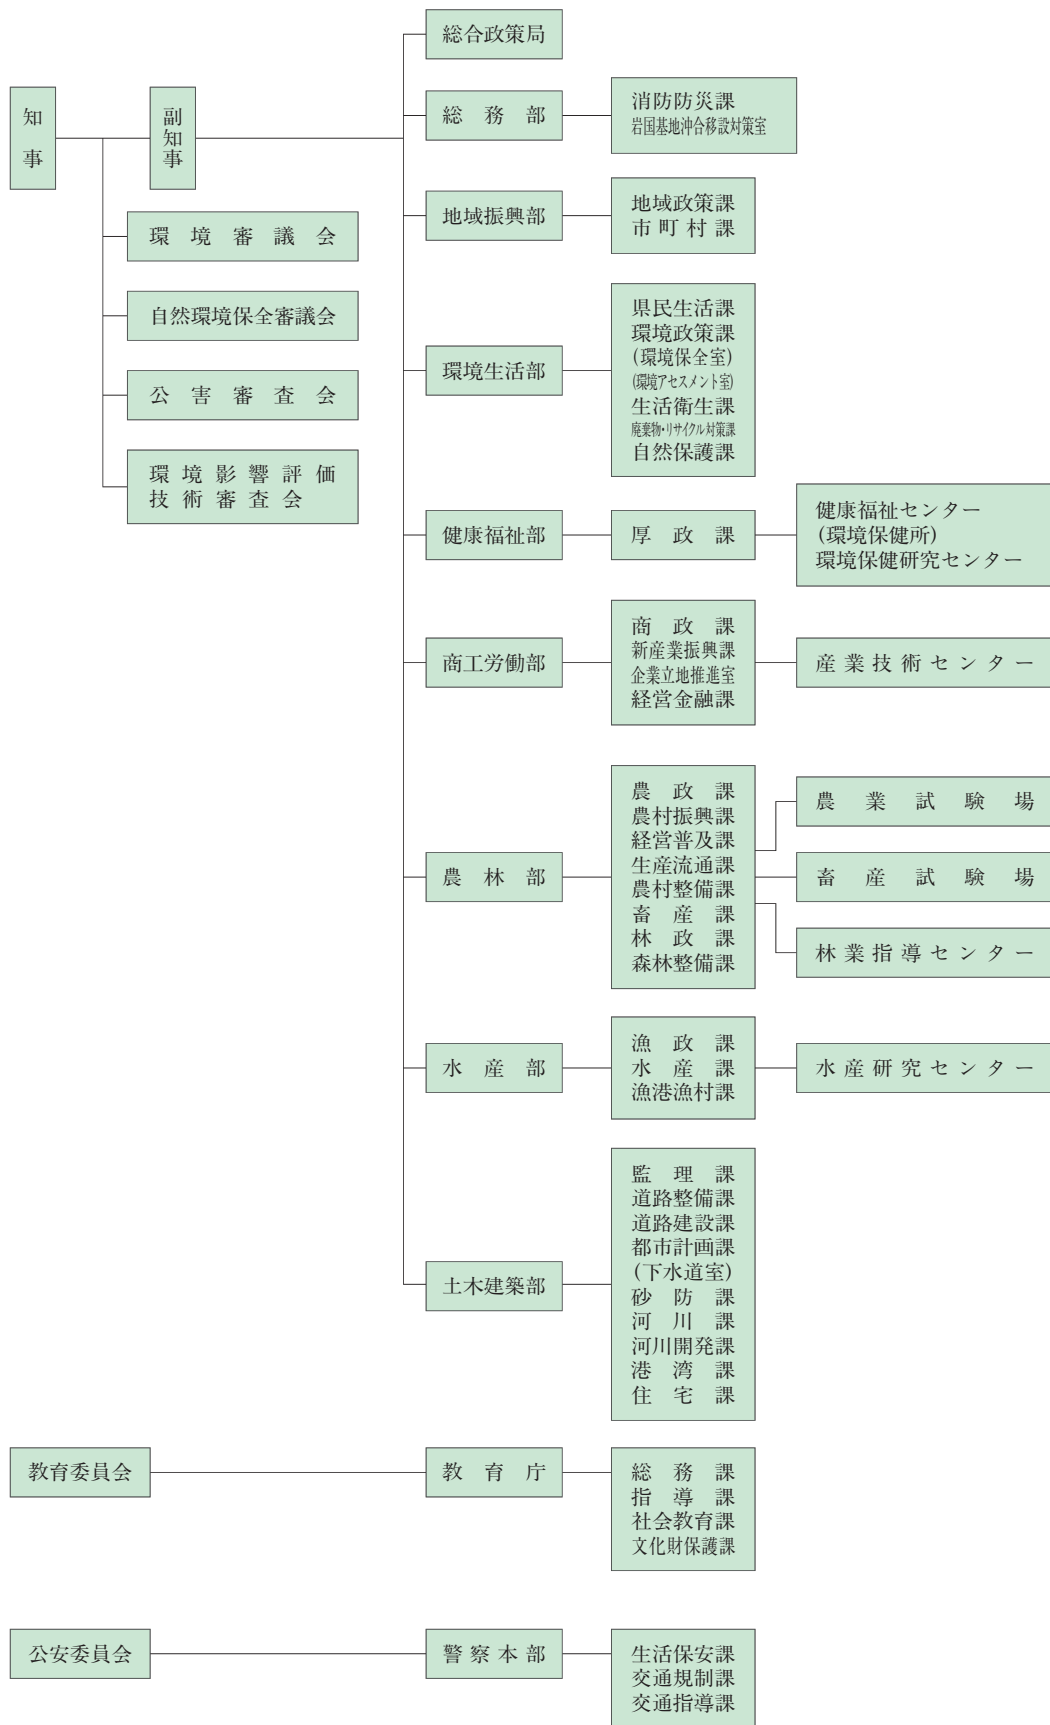 知事
副知事
環境審議会
自然環境保全審議会
公害審査会
環境影響評価
技術審査会
総合政策局
総務部
消防防災課
岩国基地沖合移設対策室
地域振興部
地域政策課
市町村課
環境生活部
県民生活課
環境政策課
(環境保全室)
(環境アセスメント室)
生活衛生課
廃棄物・リサイクル対策課
自然保護課
健康福祉部
厚政課
健康福祉センター
(環境保健所)
環境保健研究センター
商工労働部
商政課
新産業振興課
企業立地推進室
経営金融課
産業技術センター
農林部
農政課
農村振興課
経営普及課
生産流通課
農村整備課
畜産課
林政課
森林整備課
農業試験場
畜産試験場
林業指導センター
水産部
漁政課
水産課
漁港漁村課
水産研究センター
土木建築部
監理課
道路整備課
道路建設課
都市計画課
(下水道室)
砂防課
河川課
河川開発課
港湾課
住宅課
教育委員会
教育庁
総務課
指導課
社会教育課
文化財保護課
公安委員会
警察本部
生活保安課
交通規制課
交通指導課